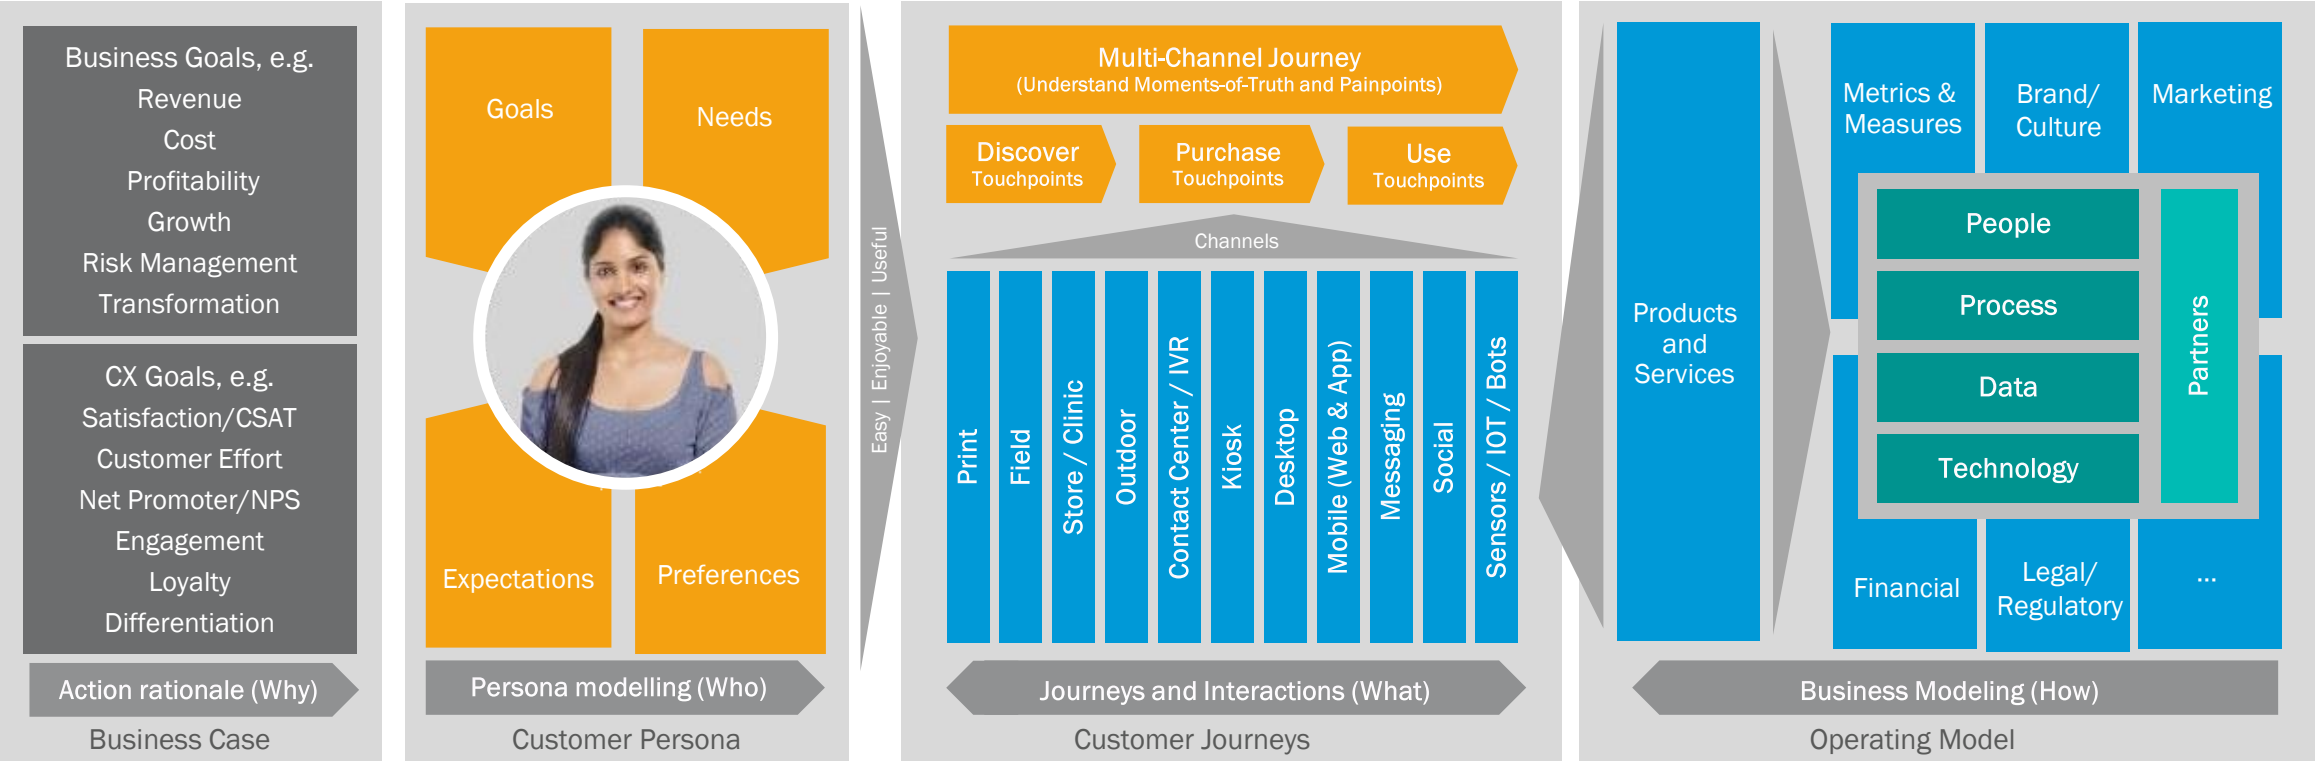 Business Goals, e.g.
Revenue
Cost
Profitability
Growth
Risk Management
Transformation
CX Goals, e.g.
Satisfaction/CSAT
Customer Effort
Net Promoter/NPS
Engagement
Loyalty
Differentiation
Action rationale (Why)
Business Case
Goals
Needs
Expectations
Preferences
Persona modelling (Who)
Customer Persona
Easy | Enjoyable | Useful
Multi-Channel Journey
(Understand Moments-of-Truth and Painpoints)
Discover
Touchpoints
Purchase
Touchpoints
Use
Touchpoints
Channels
Print
Field
Store / Clinic
Outdoor
Contact Center / IVR
Kiosk
Desktop
Mobile (Web & App)
Messaging
Social
Sensors / IOT / Bots
Journeys and Interactions (What)
Customer Journeys
Products
and
Services
Metrics &
Measures
Brand/
Culture
Marketing
People
Process
Data
Technology
Partners
Financial
Legal/
Regulatory
...
Business Modeling (How)
Operating Model